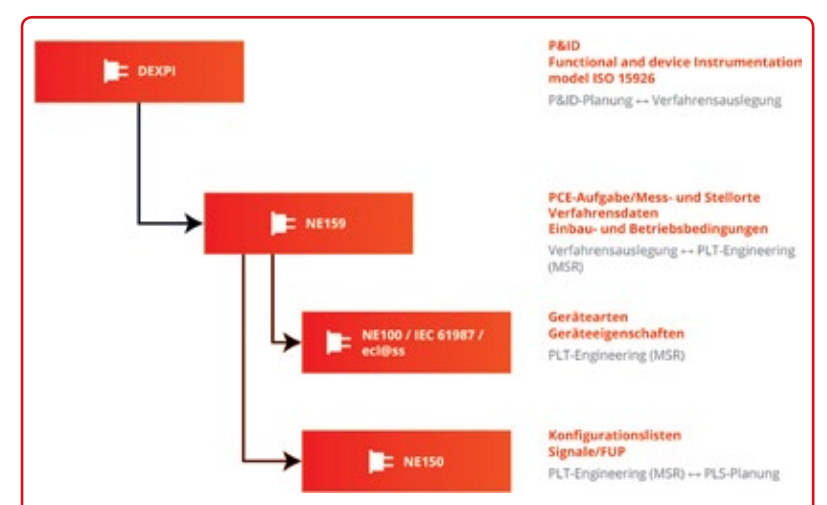 DEXPI
P&ID
Functional and device Instrumentation
model ISO 15926
P&ID-Planung ↔ Verfahrensauslegung
NE159
PCE-Aufgabe/Mess- und Stellorte
Verfahrensdaten
Einbau- und Betriebsbedingungen
Verfahrensauslegung ↔ PLT-Engineering
(MSR)
NE100 / IEC 61987 /
ecl@ss
Gerätearten
Geräteeigenschaften
PLT-Engineering (MSR)
NE150
Konfigurationslisten
Signale/FUP
PLT-Engineering (MSR) ↔ PLS-Planung